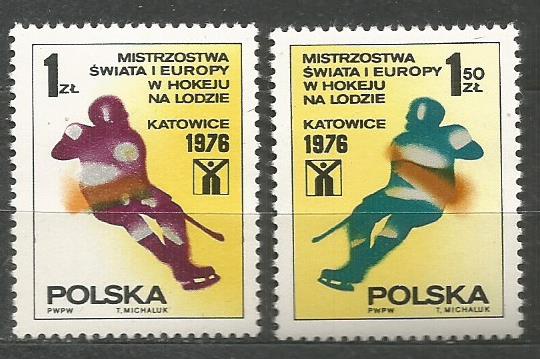 1 ZŁ
MISTRZOSTWA
ŚWIATA I EUROPY
W HOKEJU
NA LODZIE
KATOWICE
1976
POLSKA
PWPW T. MICHALUK
MISTRZOSTWA
ŚWIATA I EUROPY
W HOKEJU
NA LODZIE
1 50 ZŁ
KATOWICE
1976
POLSKA
PWPW T. MICHALUK